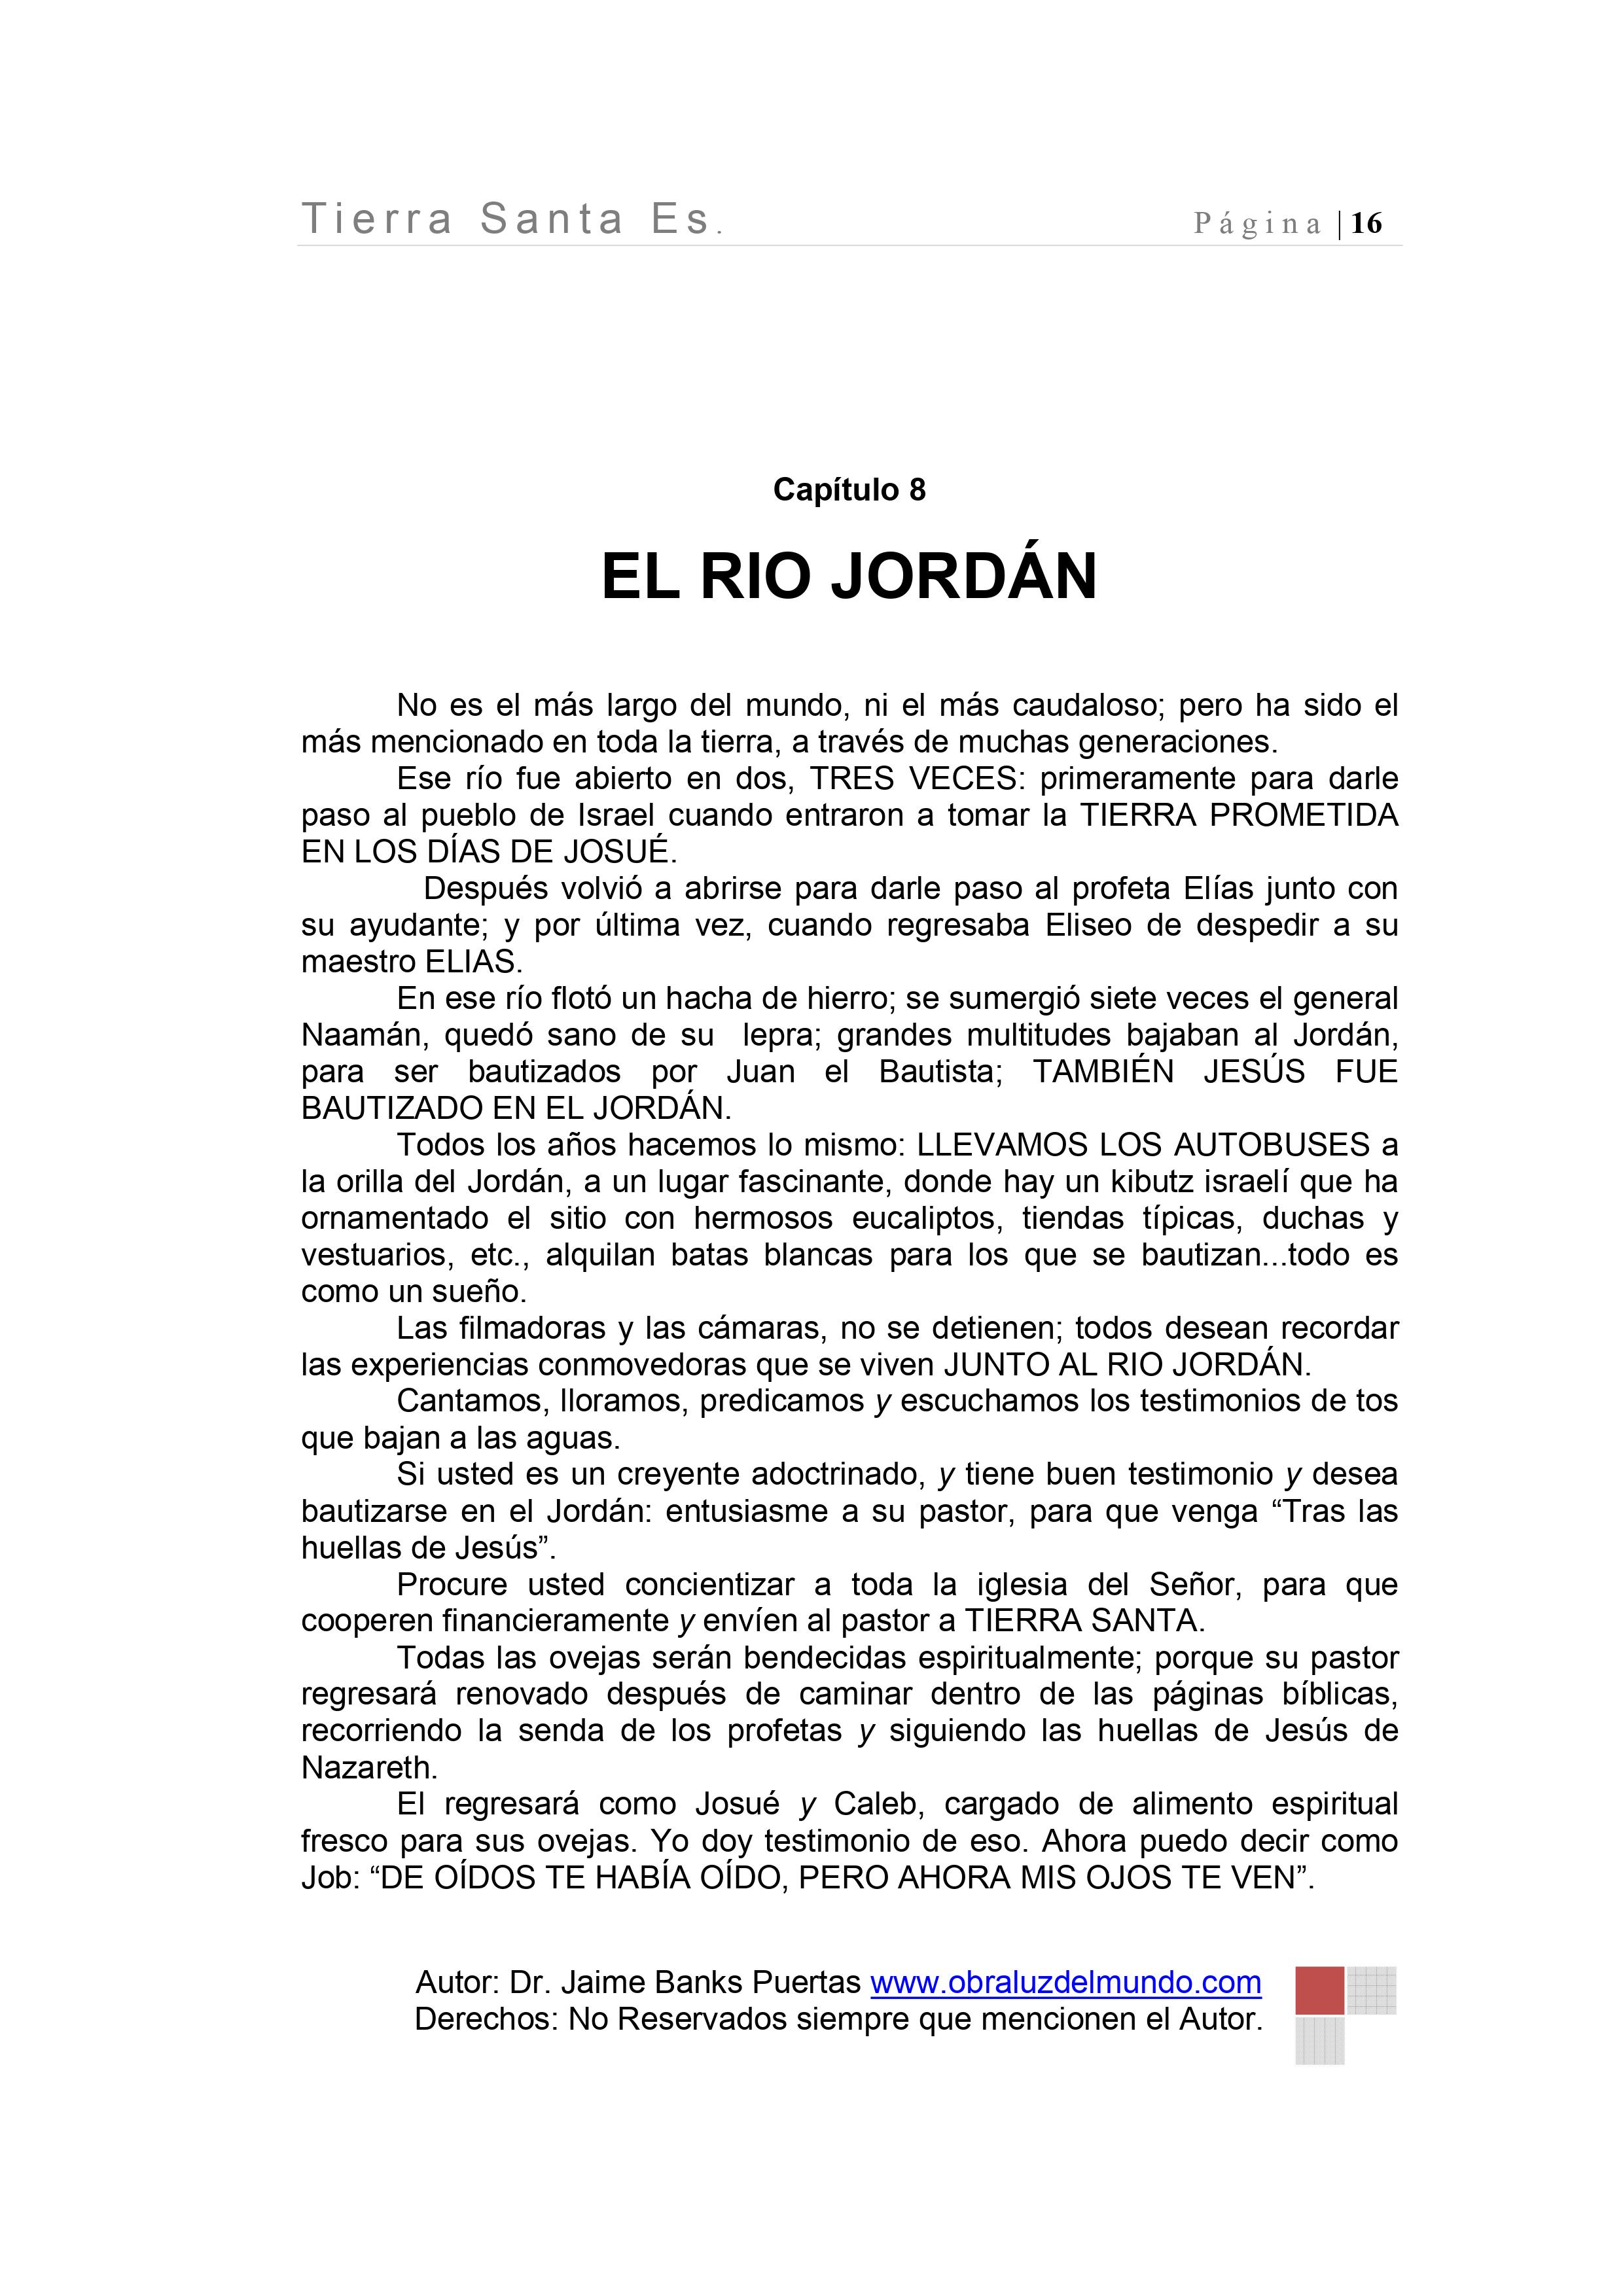 Tierra Santa Es. Página | 16
Capítulo 8
EL RIO JORDÁN
No es el más largo del mundo, ni el más caudaloso; pero ha sido el
más mencionado en toda la tierra, a través de muchas generaciones.
Ese río fue abierto en dos, TRES VECES: primeramente para darle
paso al pueblo de Israel cuando entraron a tomar la TIERRA PROMETIDA
EN LOS DÍAS DE JOSUÉ.
Después volvió a abrirse para darle paso al profeta Elías junto con
su ayudante; y por última vez, cuando regresaba Eliseo de despedir a su
maestro ELIAS.
En ese río flotó un hacha de hierro; se sumergió siete veces el general
Naamán, quedó sano de su lepra; grandes multitudes bajaban al Jordán,
para ser bautizados por Juan el Bautista; TAMBIÉN JESÚS FUE
BAUTIZADO EN EL JORDÁN.
Todos los años hacemos lo mismo: LLEVAMOS LOS AUTOBUSES a
la orilla del Jordán, a un lugar fascinante, donde hay un kibutz israelí que ha
ornamentado el sitio con hermosos eucaliptos, tiendas típicas, duchas y
vestuarios, etc., alquilan batas blancas para los que se bautizan...todo es
como un sueño.
Las filmadoras y las cámaras, no se detienen; todos desean recordar
las experiencias conmovedoras que se viven JUNTO AL RIO JORDÁN.
Cantamos, lloramos, predicamos y escuchamos los testimonios de tos
que bajan a las aguas.
Si usted es un creyente adoctrinado, y tiene buen testimonio y desea
bautizarse en el Jordán: entusiasme a su pastor, para que venga “Tras las
huellas de Jesús”.
Procure usted concientizar a toda la iglesia del Señor, para que
cooperen financieramente y envíen al pastor a TIERRA SANTA.
Todas las ovejas serán bendecidas espiritualmente; porque su pastor
regresará renovado después de caminar dentro de las páginas bíblicas,
recorriendo la senda de los profetas y siguiendo las huellas de Jesús de
Nazareth.
El regresará como Josué y Caleb, cargado de alimento espiritual
fresco para sus ovejas. Yo doy testimonio de eso. Ahora puedo decir como
Job: “DE OÍDOS TE HABÍA OÍDO, PERO AHORA MIS OJOS TE VEN”.
Autor: Dr. Jaime Banks Puertas www.obraluzdelmundo.com
Derechos: No Reservados siempre que mencionen el Autor.